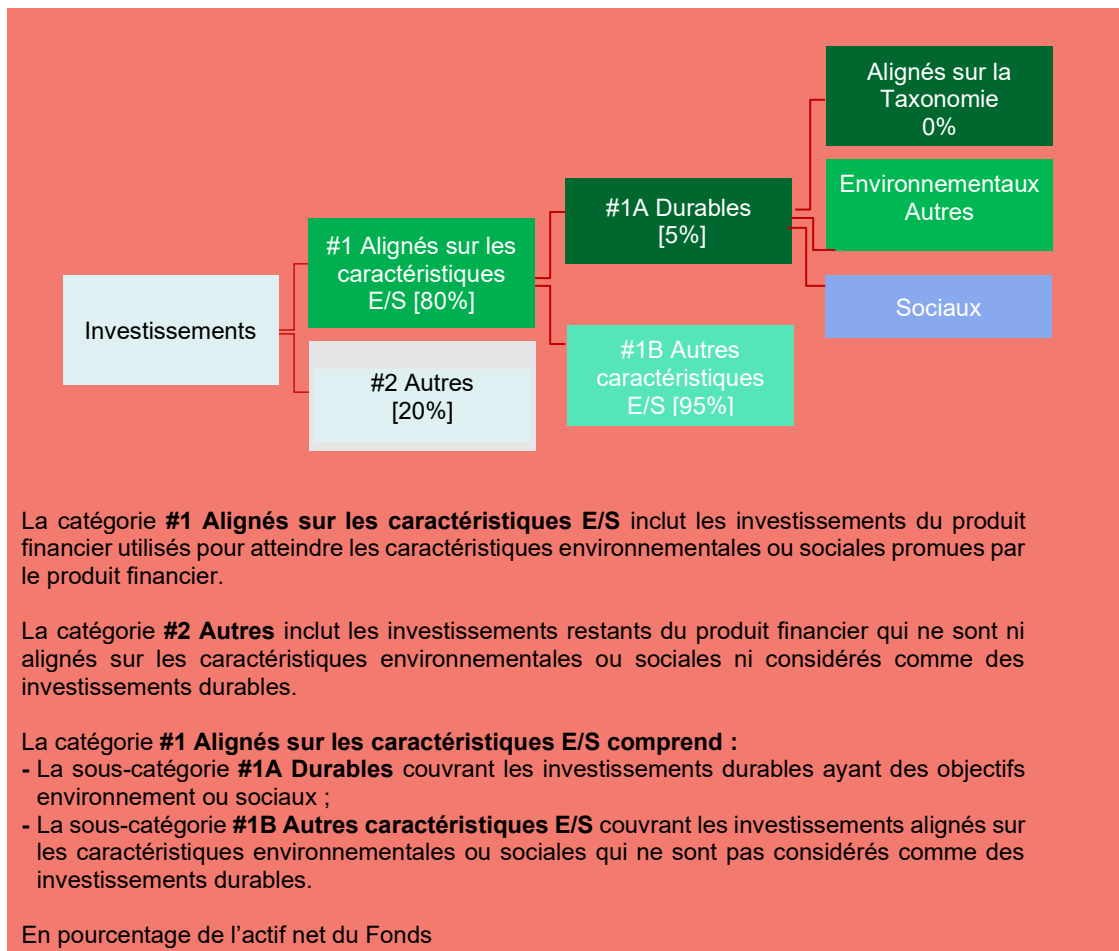 Alignés sur la
Taxonomie
0%
Environnementaux
Autres
#1A Durables
[5%]
#1 Alignés sur les
caractéristiques
E/S [80%]
Sociaux
Investissements
#1B Autres
caractéristiques
E/S [95%]
#2 Autres
[20%]
La catégorie #1 Alignés sur les caractéristiques E/S inclut les investissements du produit
financier utilisés pour atteindre les caractéristiques environnementales ou sociales promues par
le produit financier.
La catégorie #2 Autres inclut les investissements restants du produit financier qui ne sont ni
alignés sur les caractéristiques environnementales ou sociales ni considérés comme des
investissements durables.
La catégorie #1 Alignés sur les caractéristiques E/S comprend :
- La sous-catégorie #1A Durables couvrant les investissements durables ayant des objectifs
environnement ou sociaux ;
- La sous-catégorie #1B Autres caractéristiques E/S couvrant les investissements alignés sur
les caractéristiques environnementales ou sociales qui ne sont pas considérés comme des
investissements durables.
En pourcentage de l'actif net du Fonds